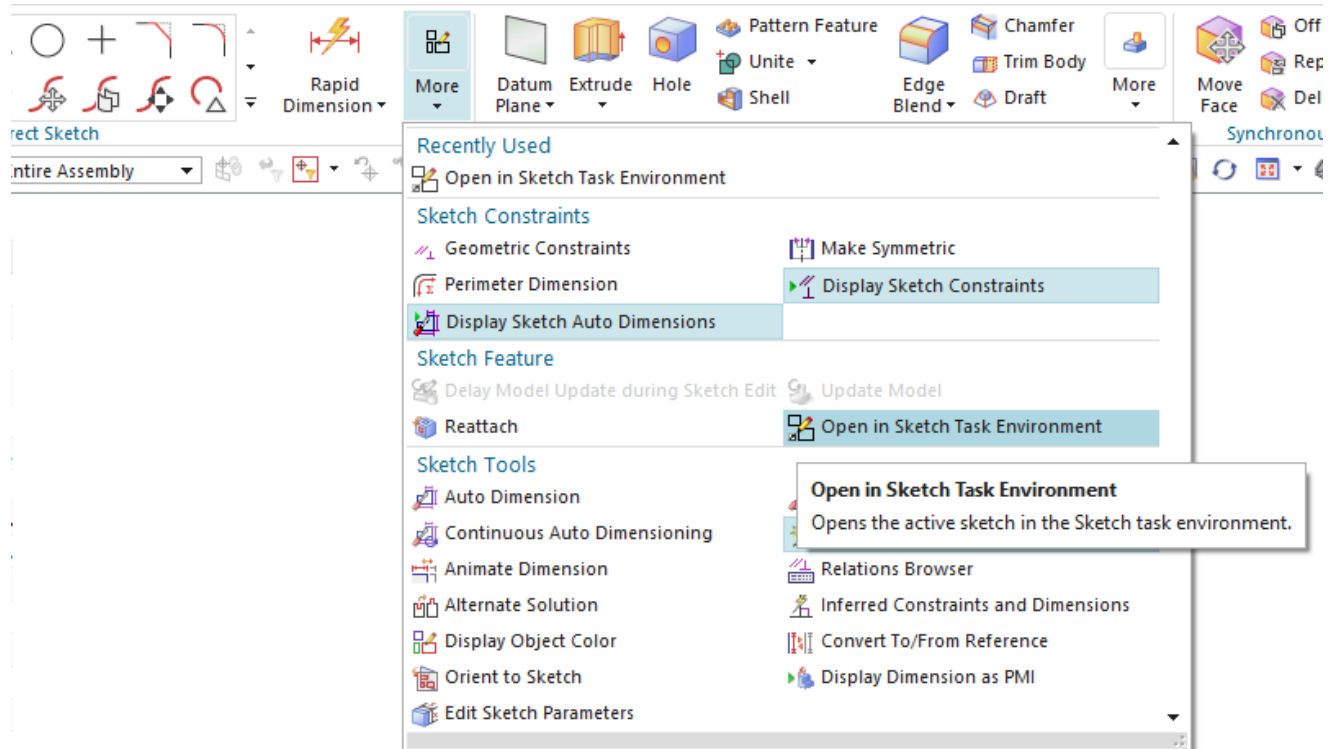 Rapid
Dimension
More
Datum
Plane
Extrude
Hole
Pattern Feature
Unite
Shell
Edge
Blend
Chamfer
Trim Body
Draft
More
Move
Face
Off
Rep
Del
rect Sketch
Synchronou
ntire Assembly
Recently Used
Open in Sketch Task Environment
Sketch Constraints
Geometric Constraints
Make Symmetric
Perimeter Dimension
Display Sketch Constraints
Display Sketch Auto Dimensions
Sketch Feature
Delay Model Update during Sketch Edit
Update Model
Reattach
Open in Sketch Task Environment
Sketch Tools
Auto Dimension
Open in Sketch Task Environment
Opens the active sketch in the Sketch task environment.
Continuous Auto Dimensioning
Animate Dimension
Relations Browser
Alternate Solution
Inferred Constraints and Dimensions
Display Object Color
Convert To/From Reference
Orient to Sketch
Display Dimension as PMI
Edit Sketch Parameters